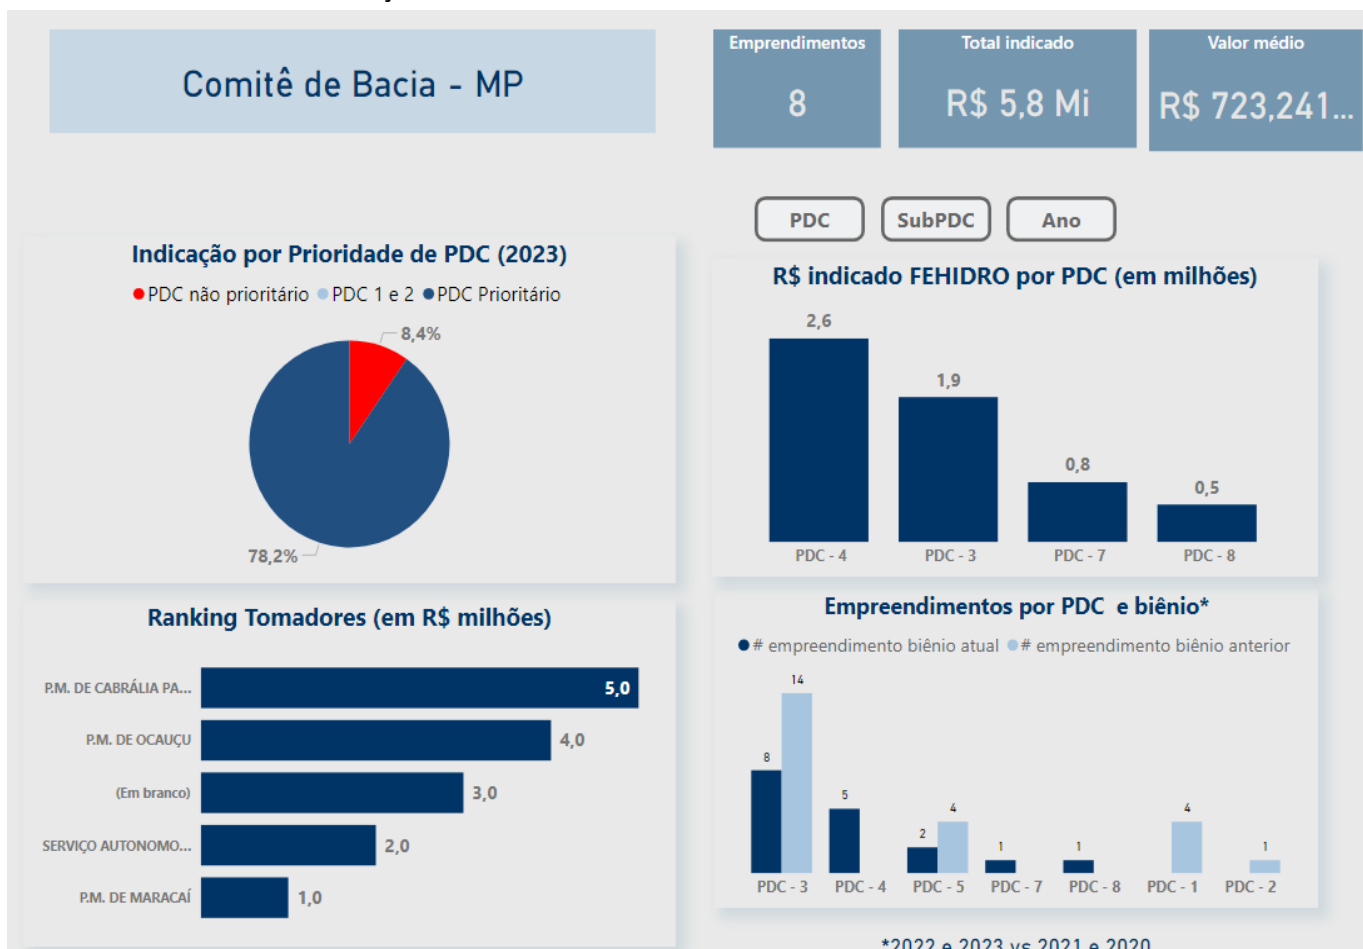 Comitê de Bacia - MP
Emprendimentos
8
Total indicado
R$ 5,8 Mi
Valor médio
R$ 723,241...
PDC
SubPDC
Ano
Indicação por Prioridade de PDC (2023)
PDC não prioritário PDC 1 e 2 PDC Prioritário
8,4%
78,2%
R$ indicado FEHIDRO por PDC (em milhões)
2,6
1,9
0,8
0,5
PDC - 4 PDC - 3 PDC - 7 PDC - 8
Ranking Tomadores (em R$ milhões)
P.M. DE CABRÁLIA PA... 5,0
P.M. DE OCAUÇU 4,0
(Em branco) 3,0
SERVIÇO AUTONOMO... 2,0
P.M. DE MARACAÍ 1,0
Empreendimentos por PDC e biênio*
# empreendimento biênio atual # empreendimento biênio anterior
14
8
5
2
4
1
1
4
1
PDC - 3 PDC - 4 PDC - 5 PDC - 7 PDC - 8 PDC - 1 PDC - 2
*2022 e 2023 vs 2021 e 2020